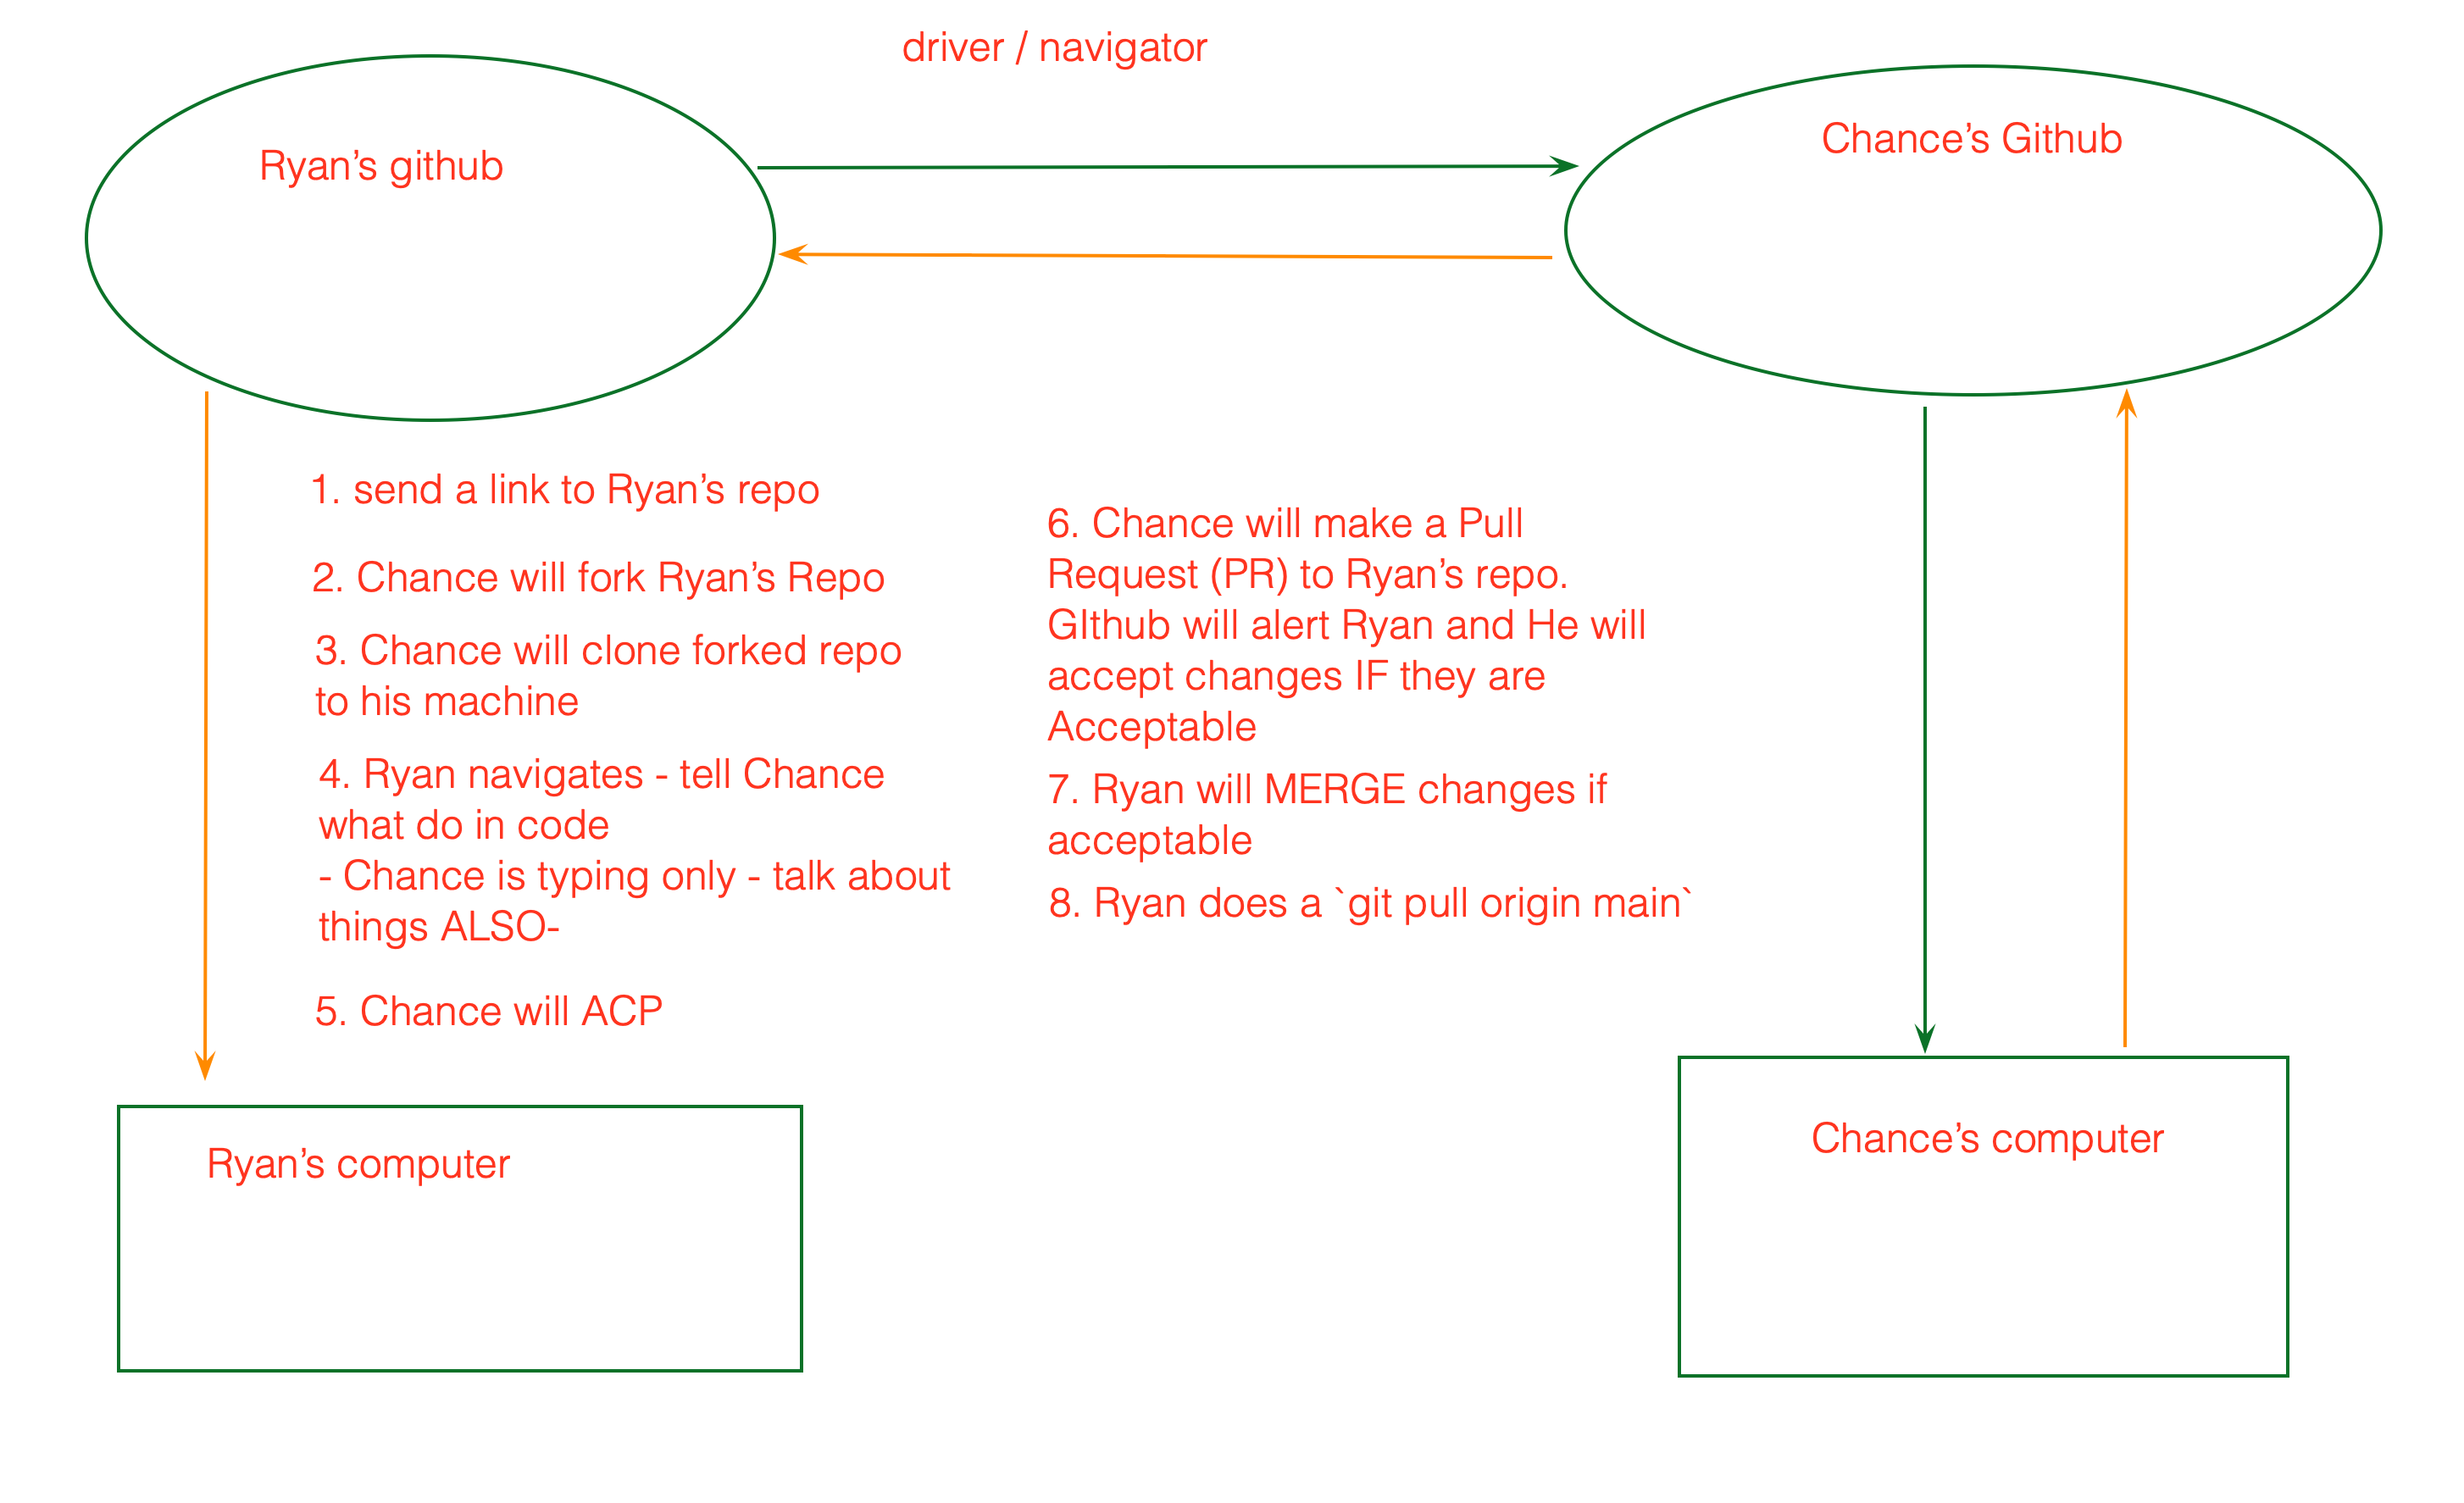 driver / navigator
Ryan’s github
Chance’s Github
1. send a link to Ryan’s repo
2. Chance will fork Ryan’s Repo
3. Chance will clone forked repo
to his machine
4. Ryan navigates - tell Chance
what do in code
- Chance is typing only - talk about
things ALSO-
5. Chance will ACP
6. Chance will make a Pull
Request (PR) to Ryan’s repo.
GIthub will alert Ryan and He will
accept changes IF they are
Acceptable
7. Ryan will MERGE changes if
acceptable
8. Ryan does a `git pull origin main`
Ryan’s computer
Chance’s computer